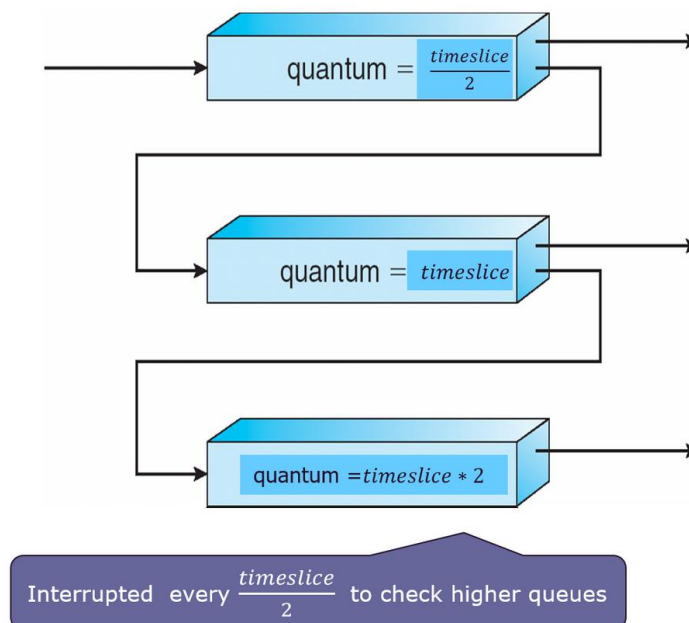 quantum = timeslice/2
quantum = timeslice
quantum =timeslice * 2
Interrupted every timeslice/2 to check higher queues